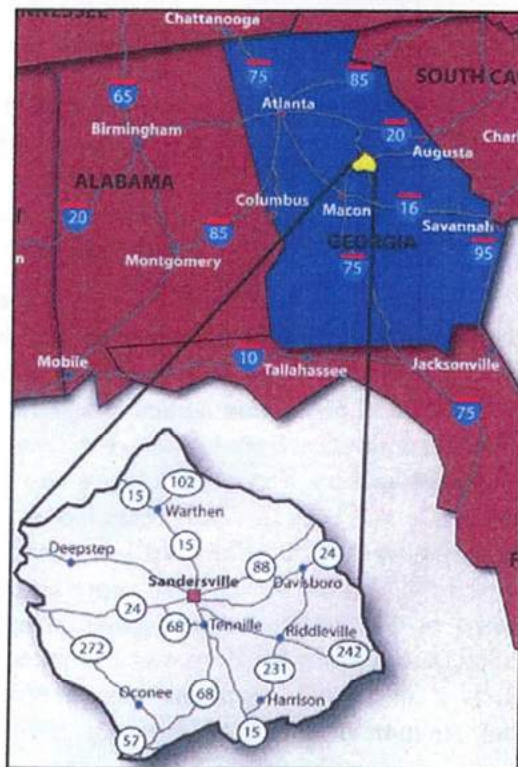 NNESSEE
Chattanooga
75
85
SOUTH CA
65
Atlanta
Birmingham
20
Charl
Augusta
ALABAMA
Columbus
Macon
16
20
Savannah
85
GEORGIA
95
Montgomery
75
Mobile
10
Tallahassee
Jacksonville
75
F
15
102
Warthen
Deepstep
15
88
24
Sandersville
Davisboro
24
68
Tennille
Riddleville
272
242
231
68
Oconee
Harrison
15
57